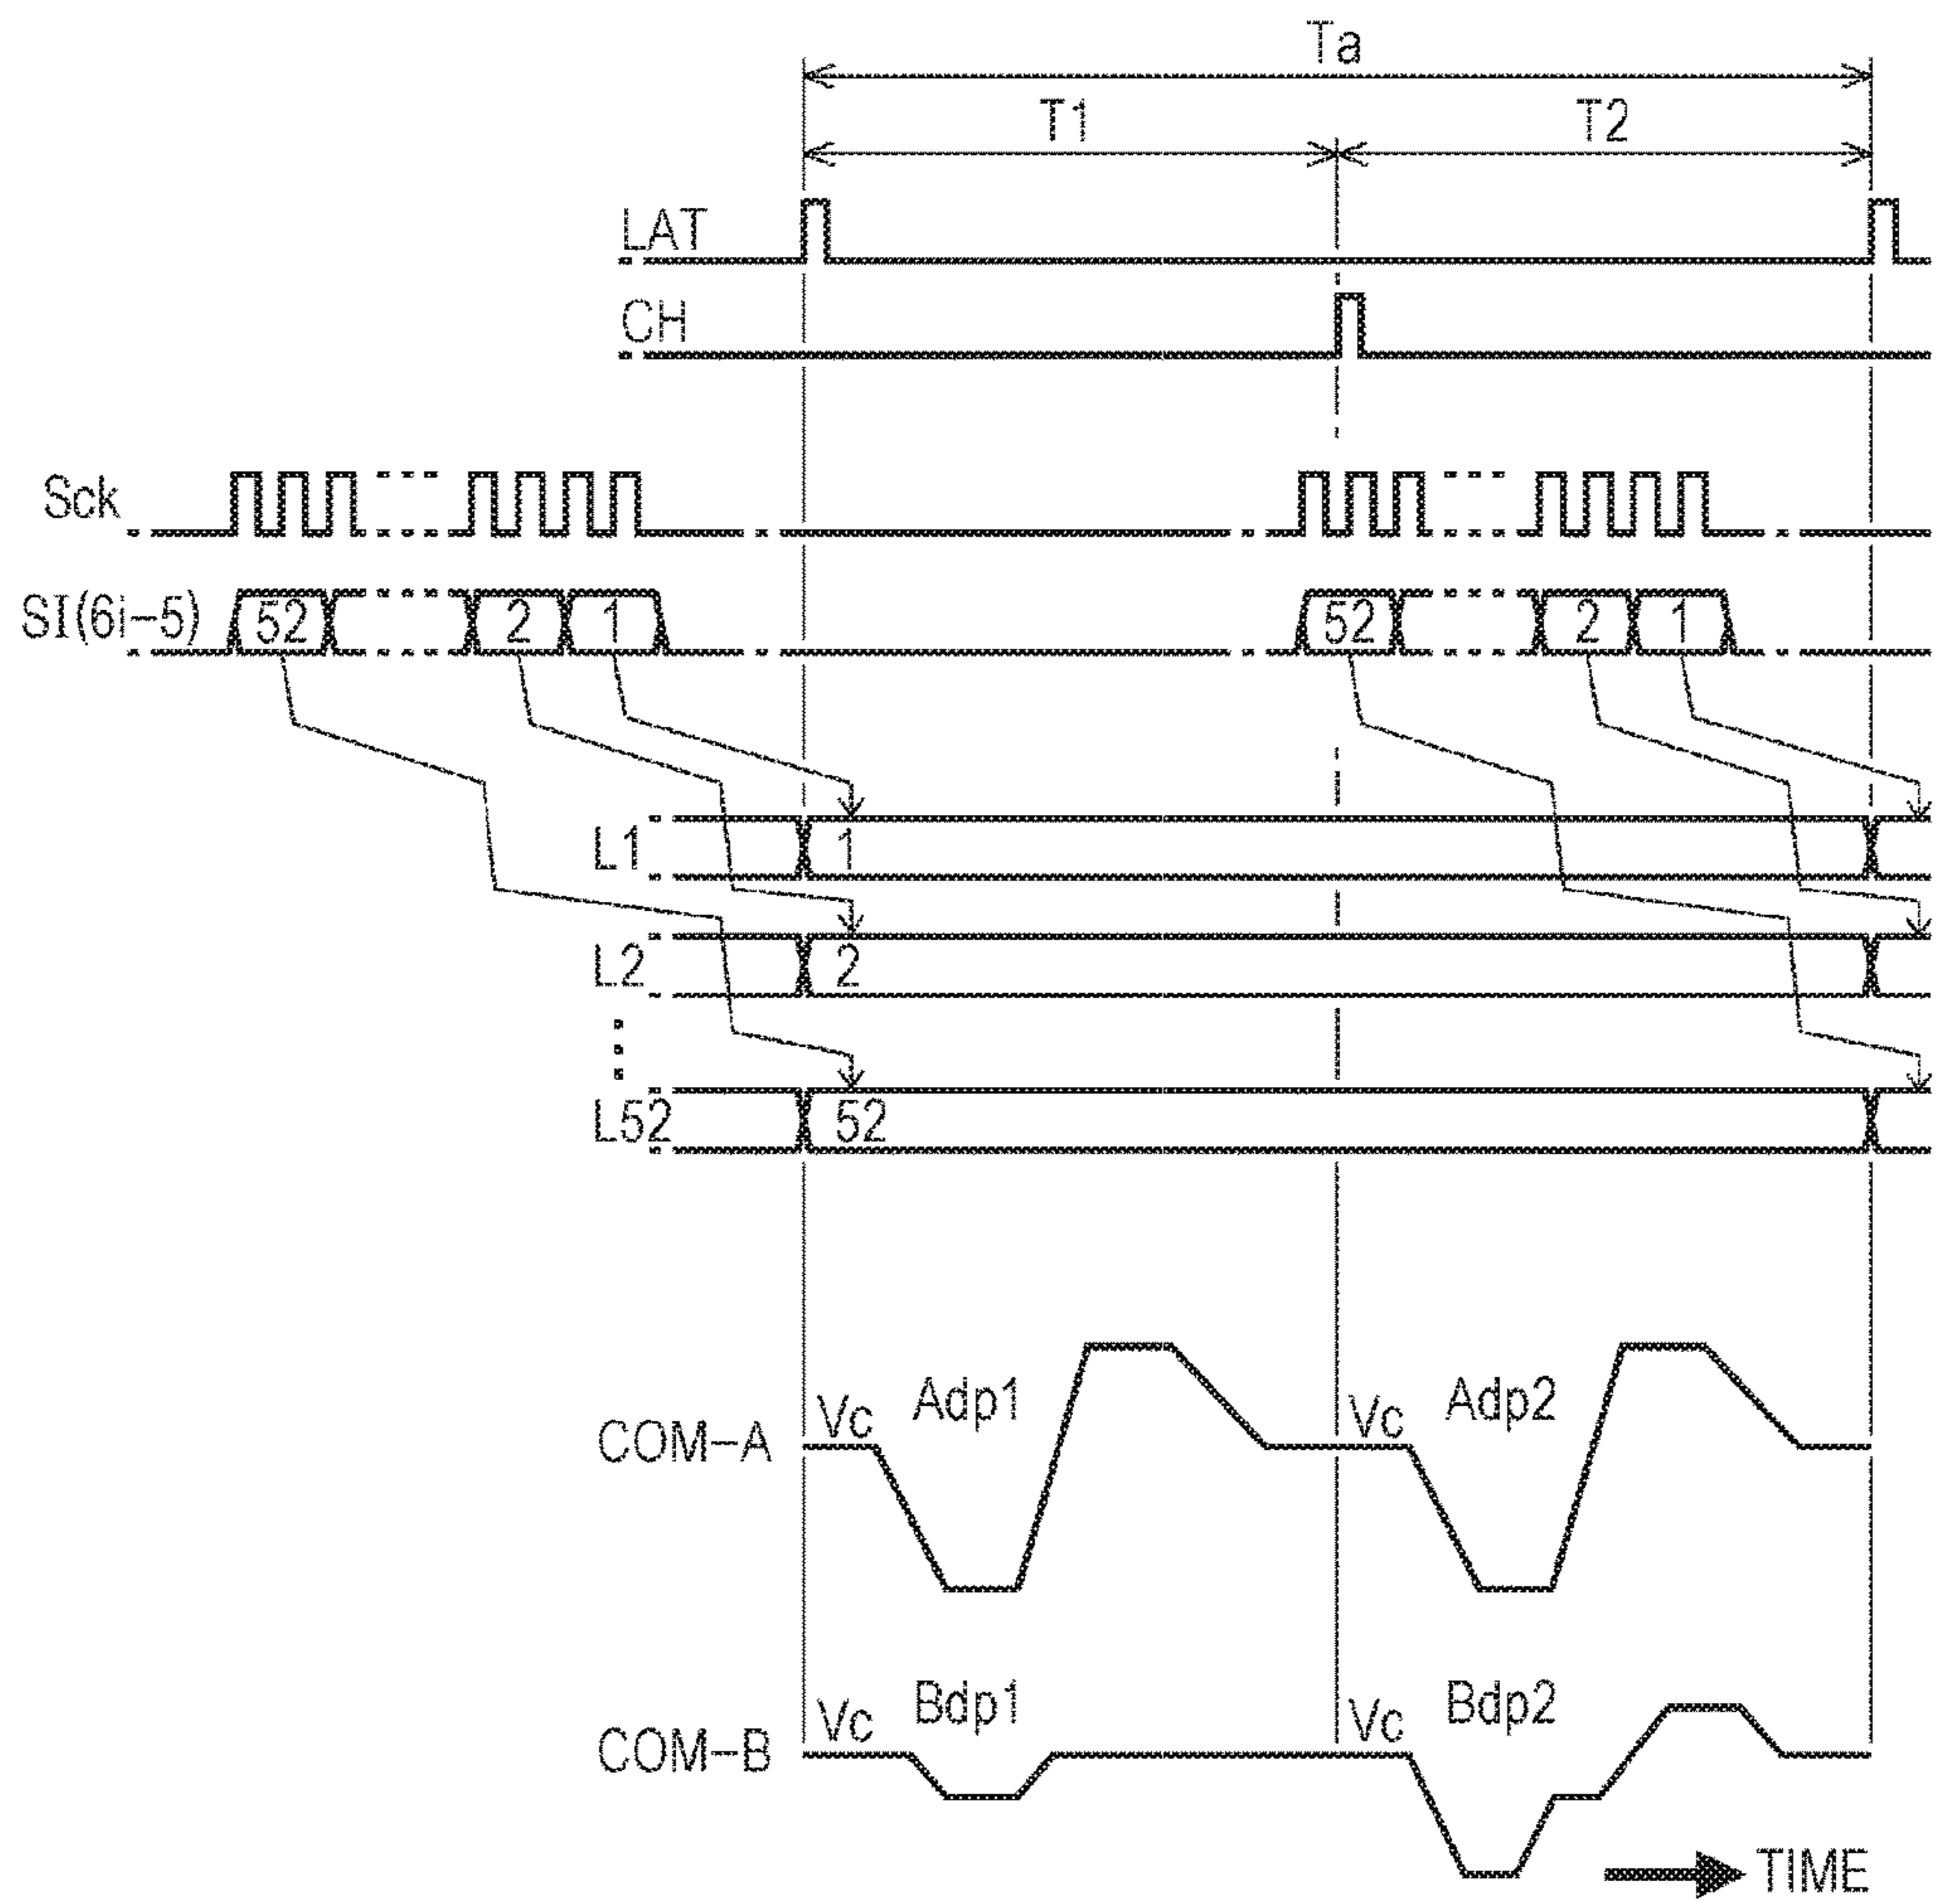 Ta
T1 T2
LAT
CH
Sck
SI(6i-5) 52 2 1 52 2 1
L1 1
L2 2
L52 52
COM-A Vc Adp1 Vc Adp2
COM-B Vc Bdp1 Vc Bdp2
TIME